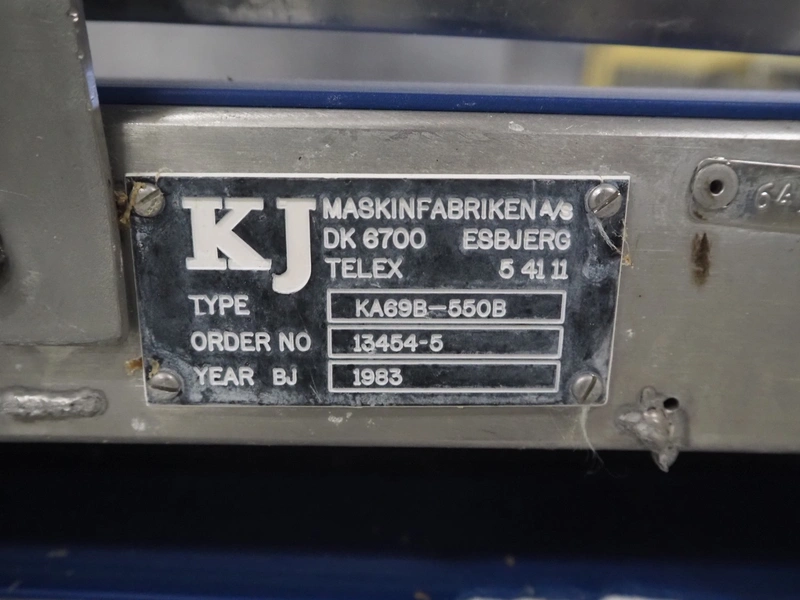 KJ MASKINFABRIKEN A/S
DK 6700 ESBJERG
TELEX 5 41 11
TYPE KA69B-550B
ORDER NO 13454-5
YEAR BJ 1983